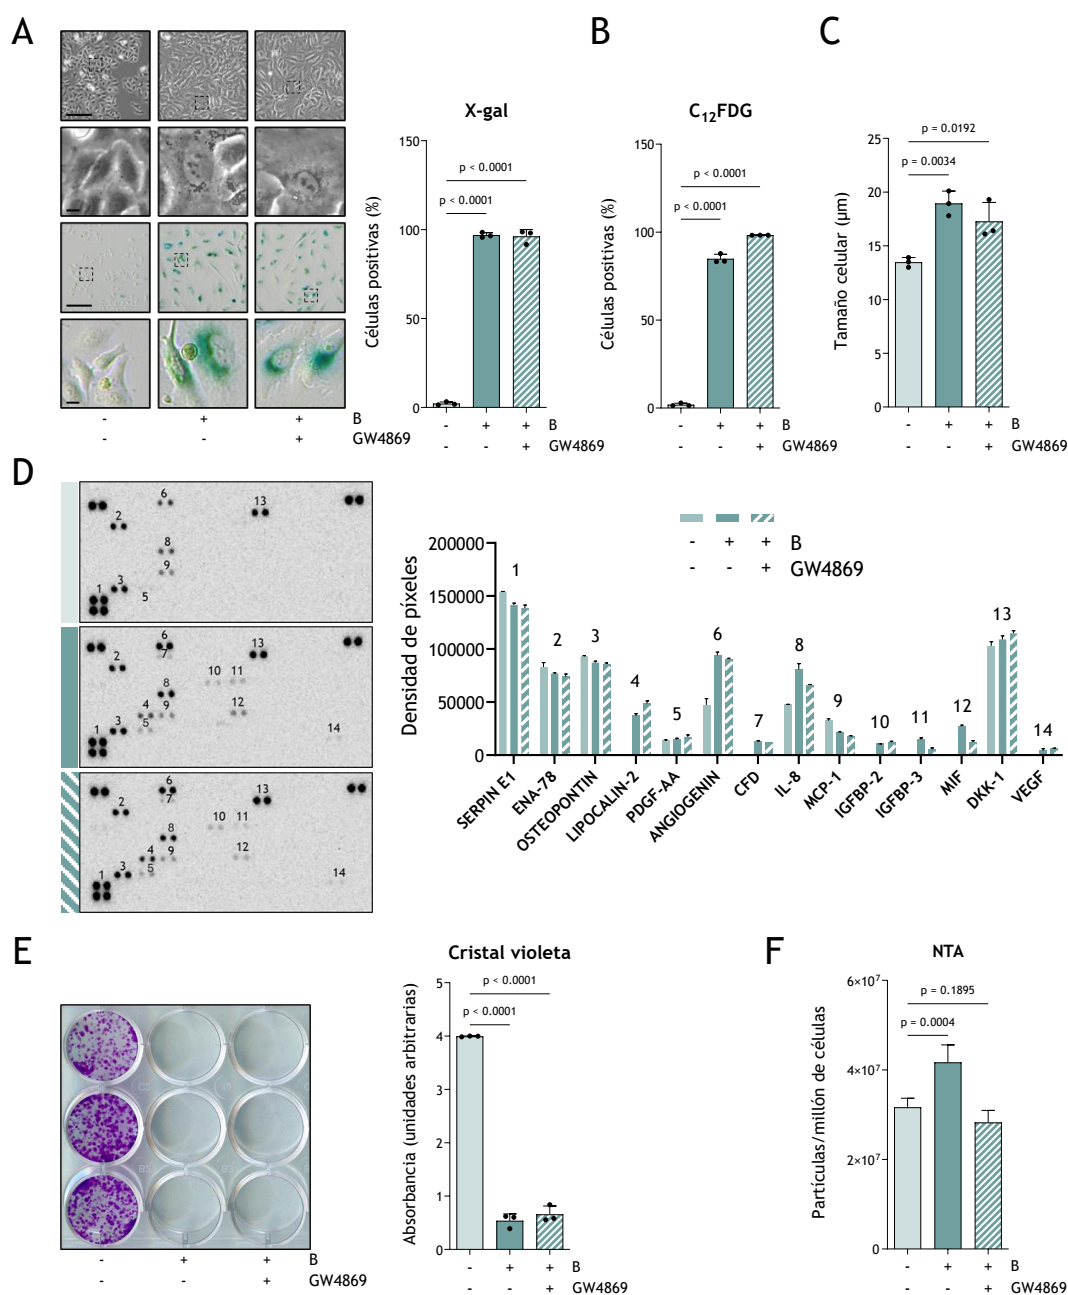 A
B
C
X-gal
C₁₂FDG
Células positivas (%)
150
100
50
0
p < 0.0001
p < 0.0001
- + + B
- - + GW4869
- + + B
- - + GW4869
Células positivas (%)
150
100
50
0
p < 0.0001
p < 0.0001
- + + B
- - + GW4869
Tamaño celular (µm)
25
20
15
10
5
0
p = 0.0192
p = 0.0034
- + + B
- - + GW4869
D
6
2
13
8
9
1 3
5
6
7
2
13
10 11
8
4 9
12
3 5
1
14
6
7
2
13
10 11
8
4 9
12
3 5
1
14
- + + B
- - + GW4869
Densidad de píxeles
200000
150000
100000
50000
0
1 2 3 4 5 6 7 8 9 10 11 12 13 14
SERPIN E1
ENA-78
OSTEOPONTIN
LIPOCALIN-2
PDGF-AA
ANGIOGENIN
CFD
IL-8
MCP-1
IGFBP-2
IGFBP-3
MIF
DKK-1
VEGF
E
- + + B
- - + GW4869
Cristal violeta
Absorbancia (unidades arbitrarias)
5
4
3
2
1
0
p < 0.0001
p < 0.0001
- + + B
- - + GW4869
F
NTA
Partículas/millón de células
6×10⁷
4×10⁷
2×10⁷
0
p = 0.1895
p = 0.0004
- + + B
- - + GW4869